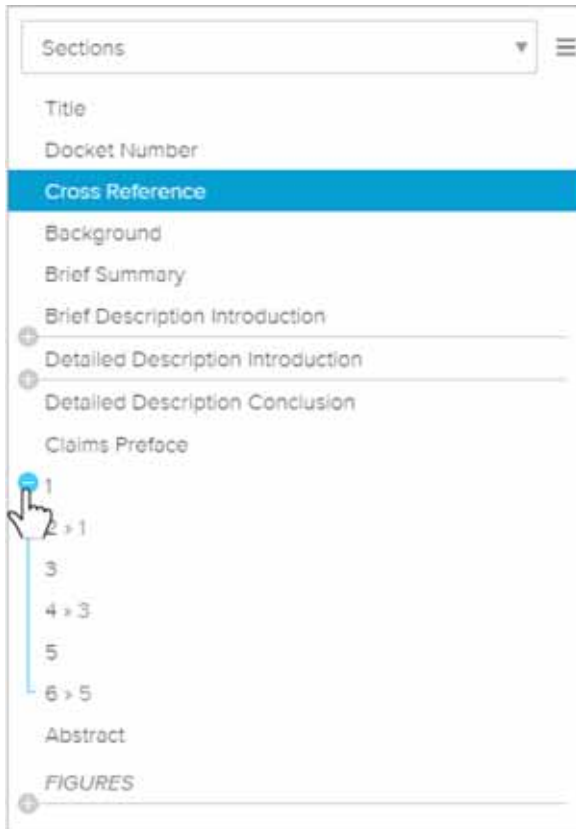 Sections
Title
Docket Number
Cross Reference
Background
Brief Summary
Brief Description Introduction
Detailed Description Introduction
Detailed Description Conclusion
Claims Preface
1
2 » 1
3
4 » 3
5
6 » 5
Abstract
FIGURES